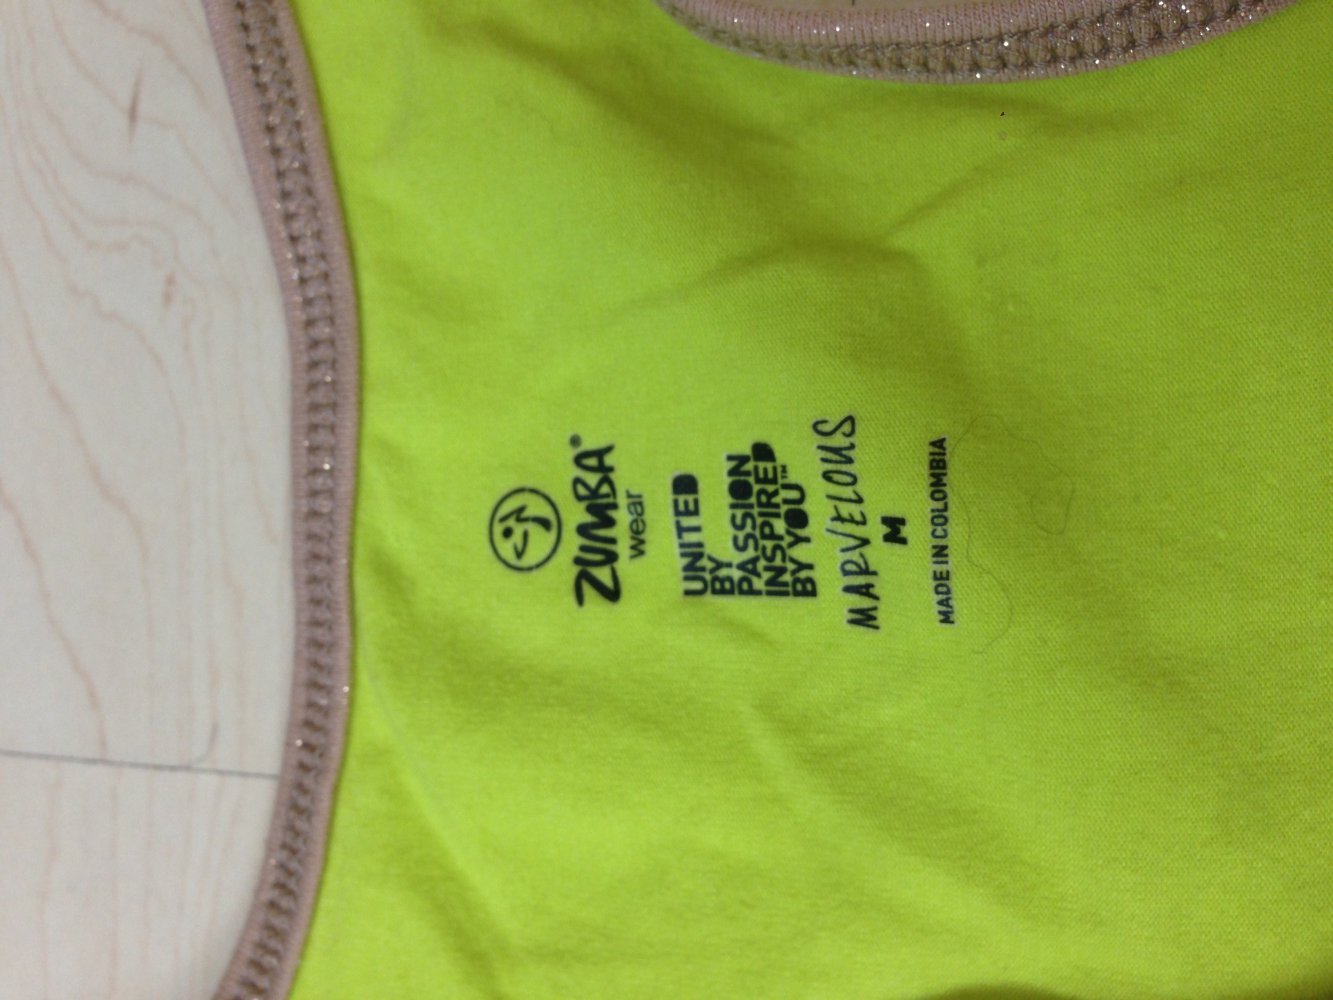 ZUMBA®
wear
UNITED
BY
PASSION
INSPIRED
BY YOU™
MARVELOUS
M
MADE IN COLOMBIA